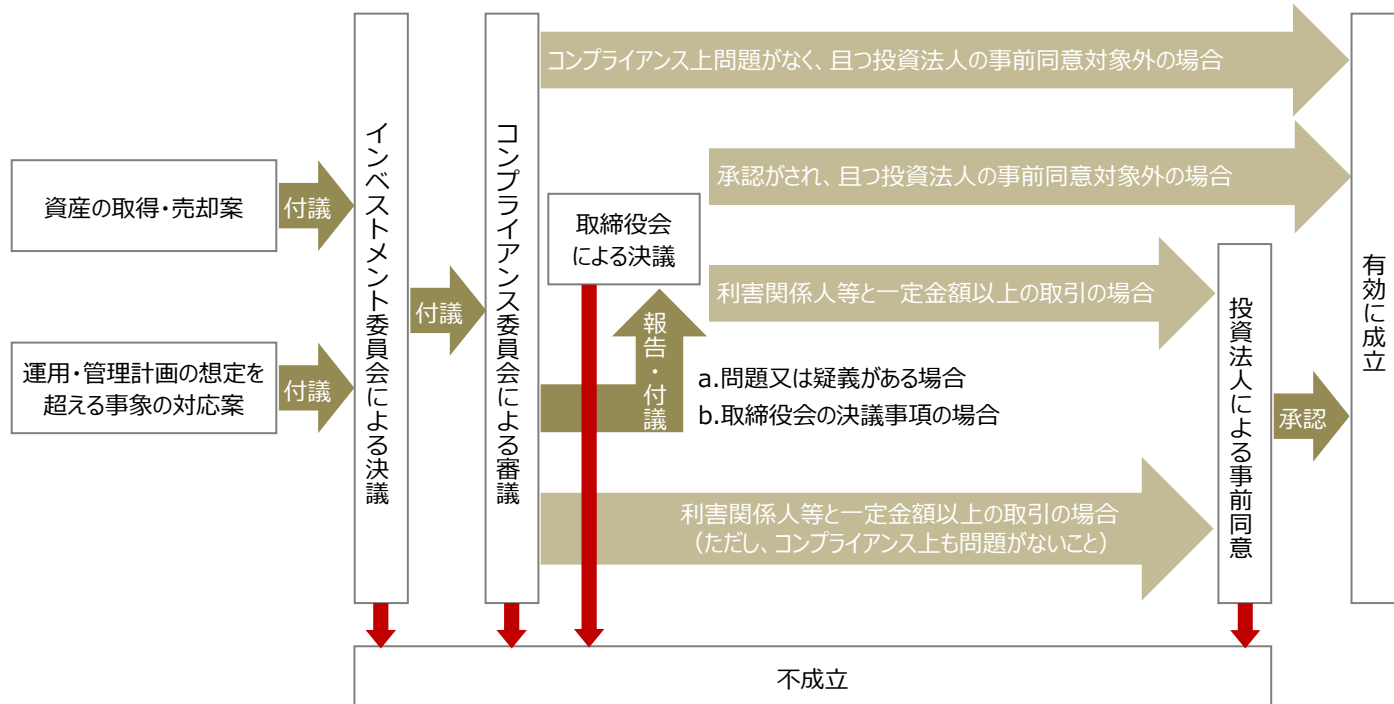 資産の取得・売却案
付議
運用・管理計画の想定を
超える事象の対応案
付議
インベストメント委員会による決議
付議
コンプライアンス委員会による審議
コンプライアンス上問題がなく、且つ投資法人の事前同意対象外の場合
承認がされ、且つ投資法人の事前同意対象外の場合
取締役会
による決議
利害関係人等と一定金額以上の取引の場合
報告・付議
a.問題又は疑義がある場合
b.取締役会の決議事項の場合
利害関係人等と一定金額以上の取引の場合
（ただし、コンプライアンス上も問題がないこと）
投資法人による事前同意
承認
有効に成立
不成立